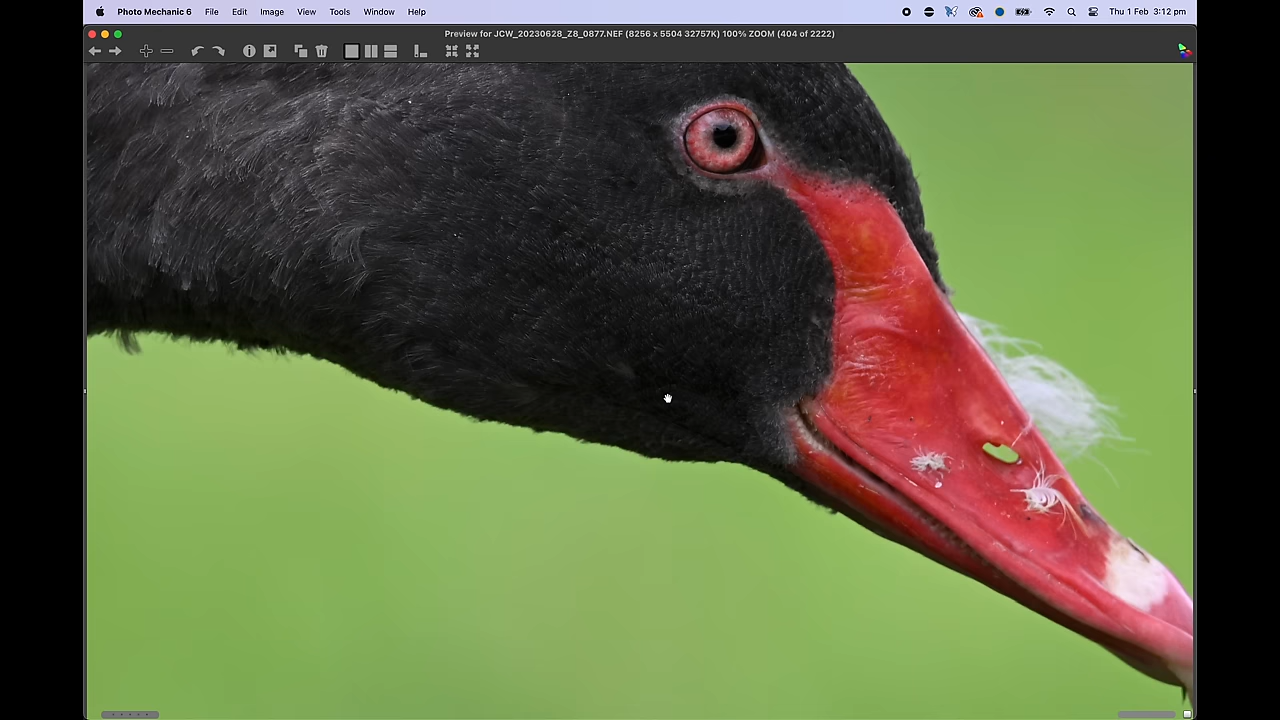 Photo Mechanic 6 File Edit Image View Tools Window Help Thu 1 Feb 3:12 pm
Preview for JCW_20230628_Z8_0877.NEF (8256 x 5504 32757K) 100% ZOOM (404 of 2222)